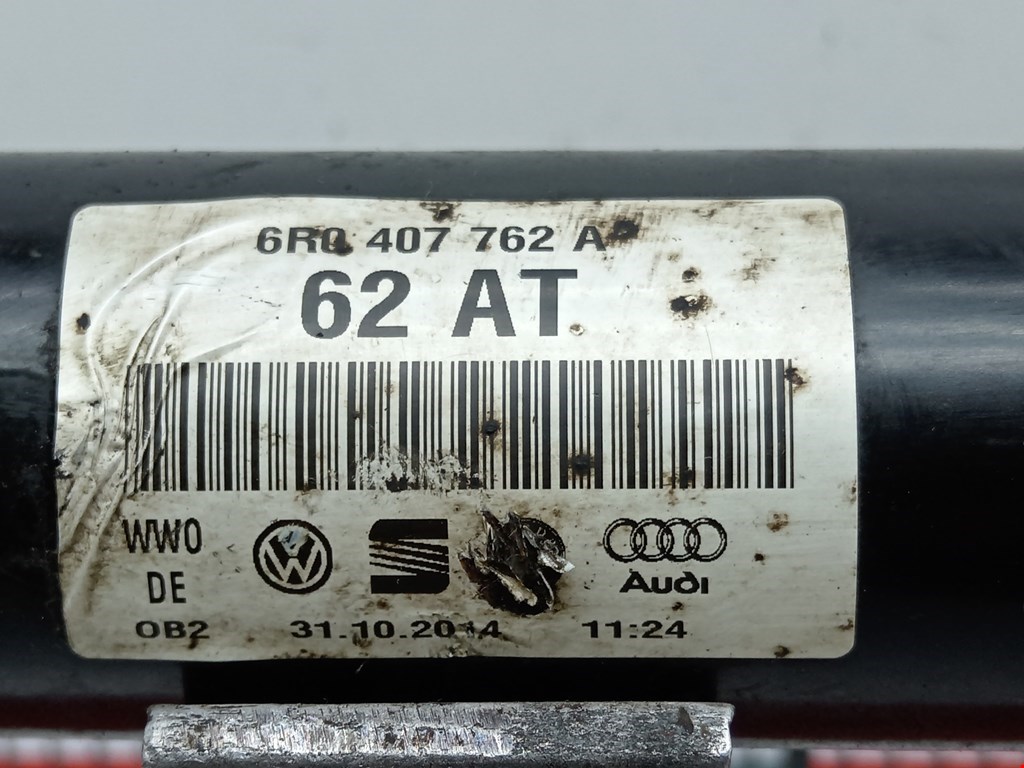 6R0 407 762 A
62 AT
WWO
DE
OB2
Audi
31.10.2014 11:24